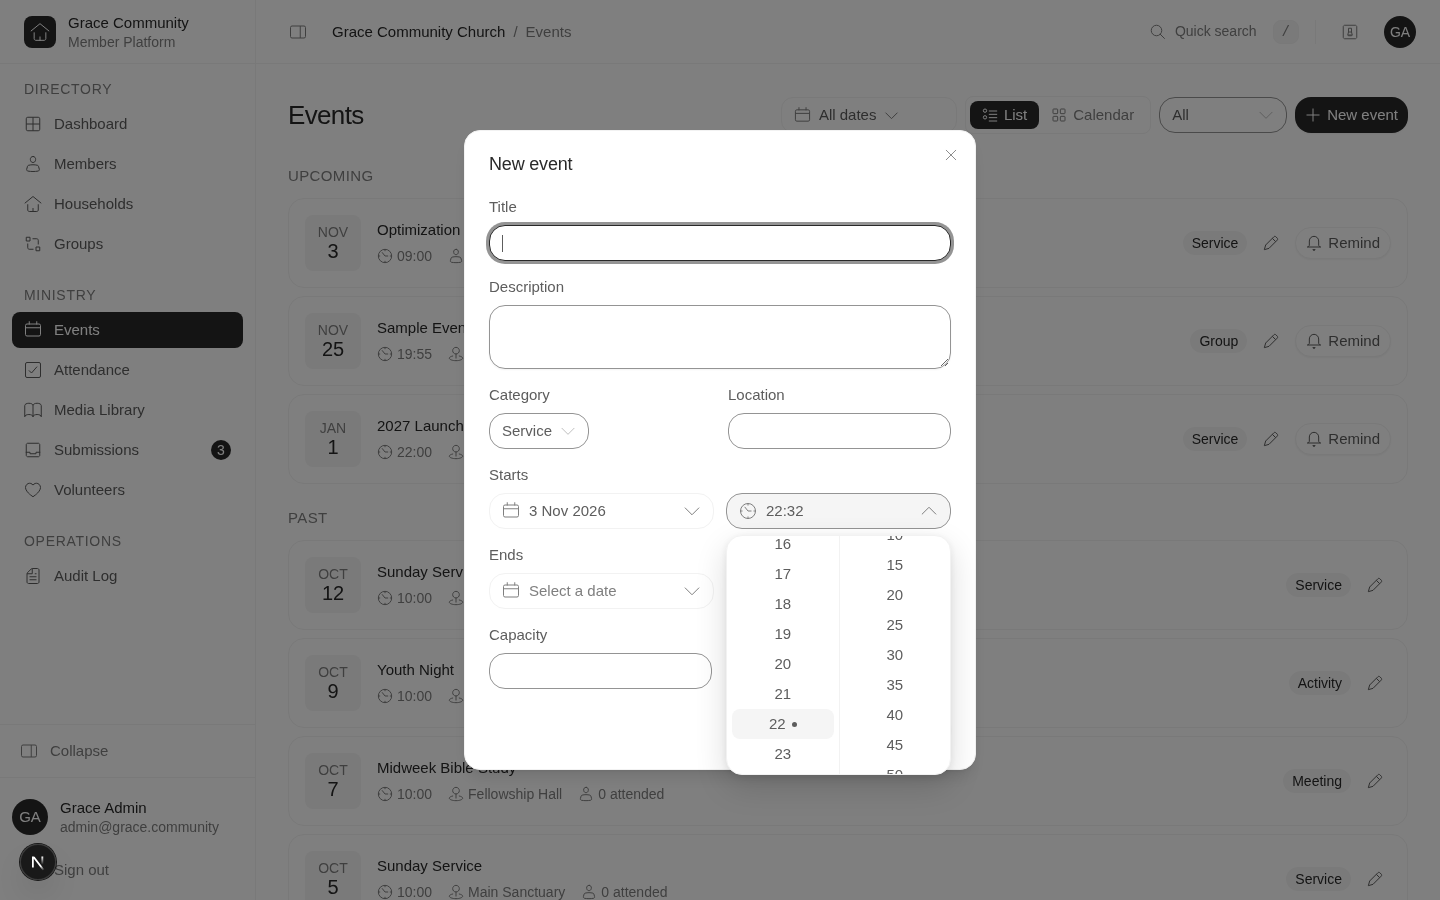 Grace Community
Member Platform
Grace Community Church / Events
Quick search /
GA
DIRECTORY
Dashboard
Members
Households
Groups
MINISTRY
Events
Attendance
Media Library
Submissions 3
Volunteers
OPERATIONS
Audit Log
Collapse
GA
Grace Admin
admin@grace.community
N
Sign out
Events
All dates
List
Calendar
All
New event
UPCOMING
NOV
3
Optimization
09:00
Service
Remind
NOV
25
Sample Even
19:55
Group
Remind
JAN
1
2027 Launch
22:00
Service
Remind
PAST
OCT
12
Sunday Serv
10:00
Service
OCT
9
Youth Night
10:00
Activity
OCT
7
Midweek Bible Study
10:00 Fellowship Hall 0 attended
Meeting
OCT
5
Sunday Service
10:00 Main Sanctuary 0 attended
Service
New event
Title
Description
Category
Service
Location
Starts
3 Nov 2026
22:32
Ends
Select a date
Capacity
16
17
18
19
20
21
22
23
10
15
20
25
30
35
40
45
50